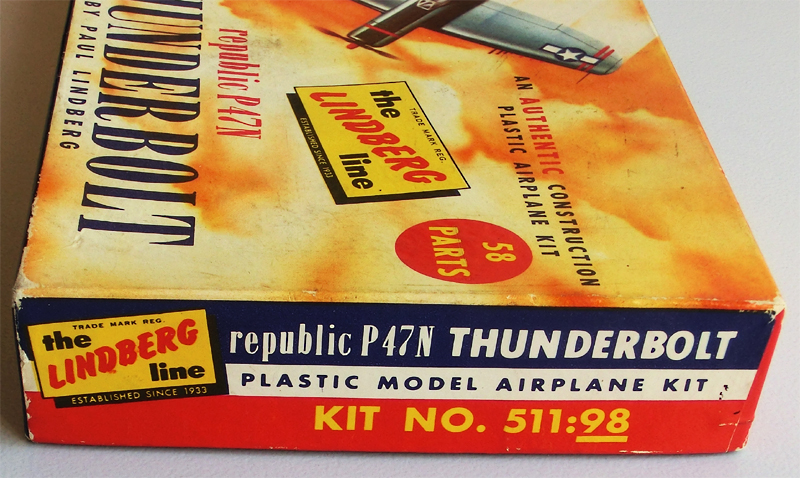 UNDERBOLT
BY PAUL LINDBERG
republic P47N
TRADE MARK REG.
the
LINDBERG
line
ESTABLISHED SINCE 1933
AN AUTHENTIC CONSTRUCTION
PLASTIC AIRPLANE KIT
58
PARTS
TRADE MARK REG.
the
LINDBERG
line
ESTABLISHED SINCE 1933
republic P47N THUNDERBOLT
PLASTIC MODEL AIRPLANE KIT
KIT NO. 511:98